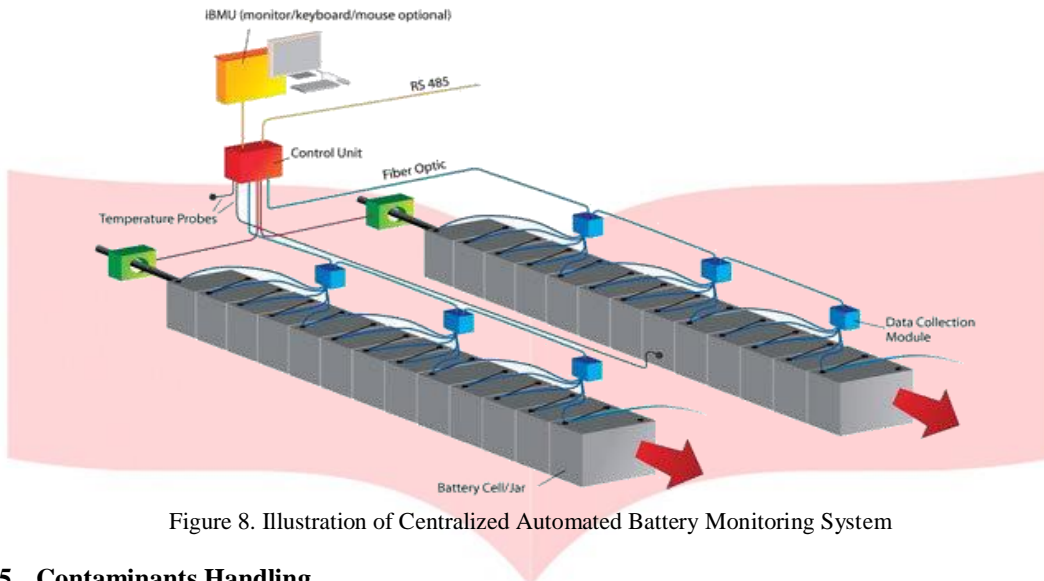 iBMU (monitor/keyboard/mouse optional)
RS 485
Control Unit
Fiber Optic
Temperature Probes
Data Collection
Module
Battery Cell/Jar
Figure 8. Illustration of Centralized Automated Battery Monitoring System
5. Contaminants Handling